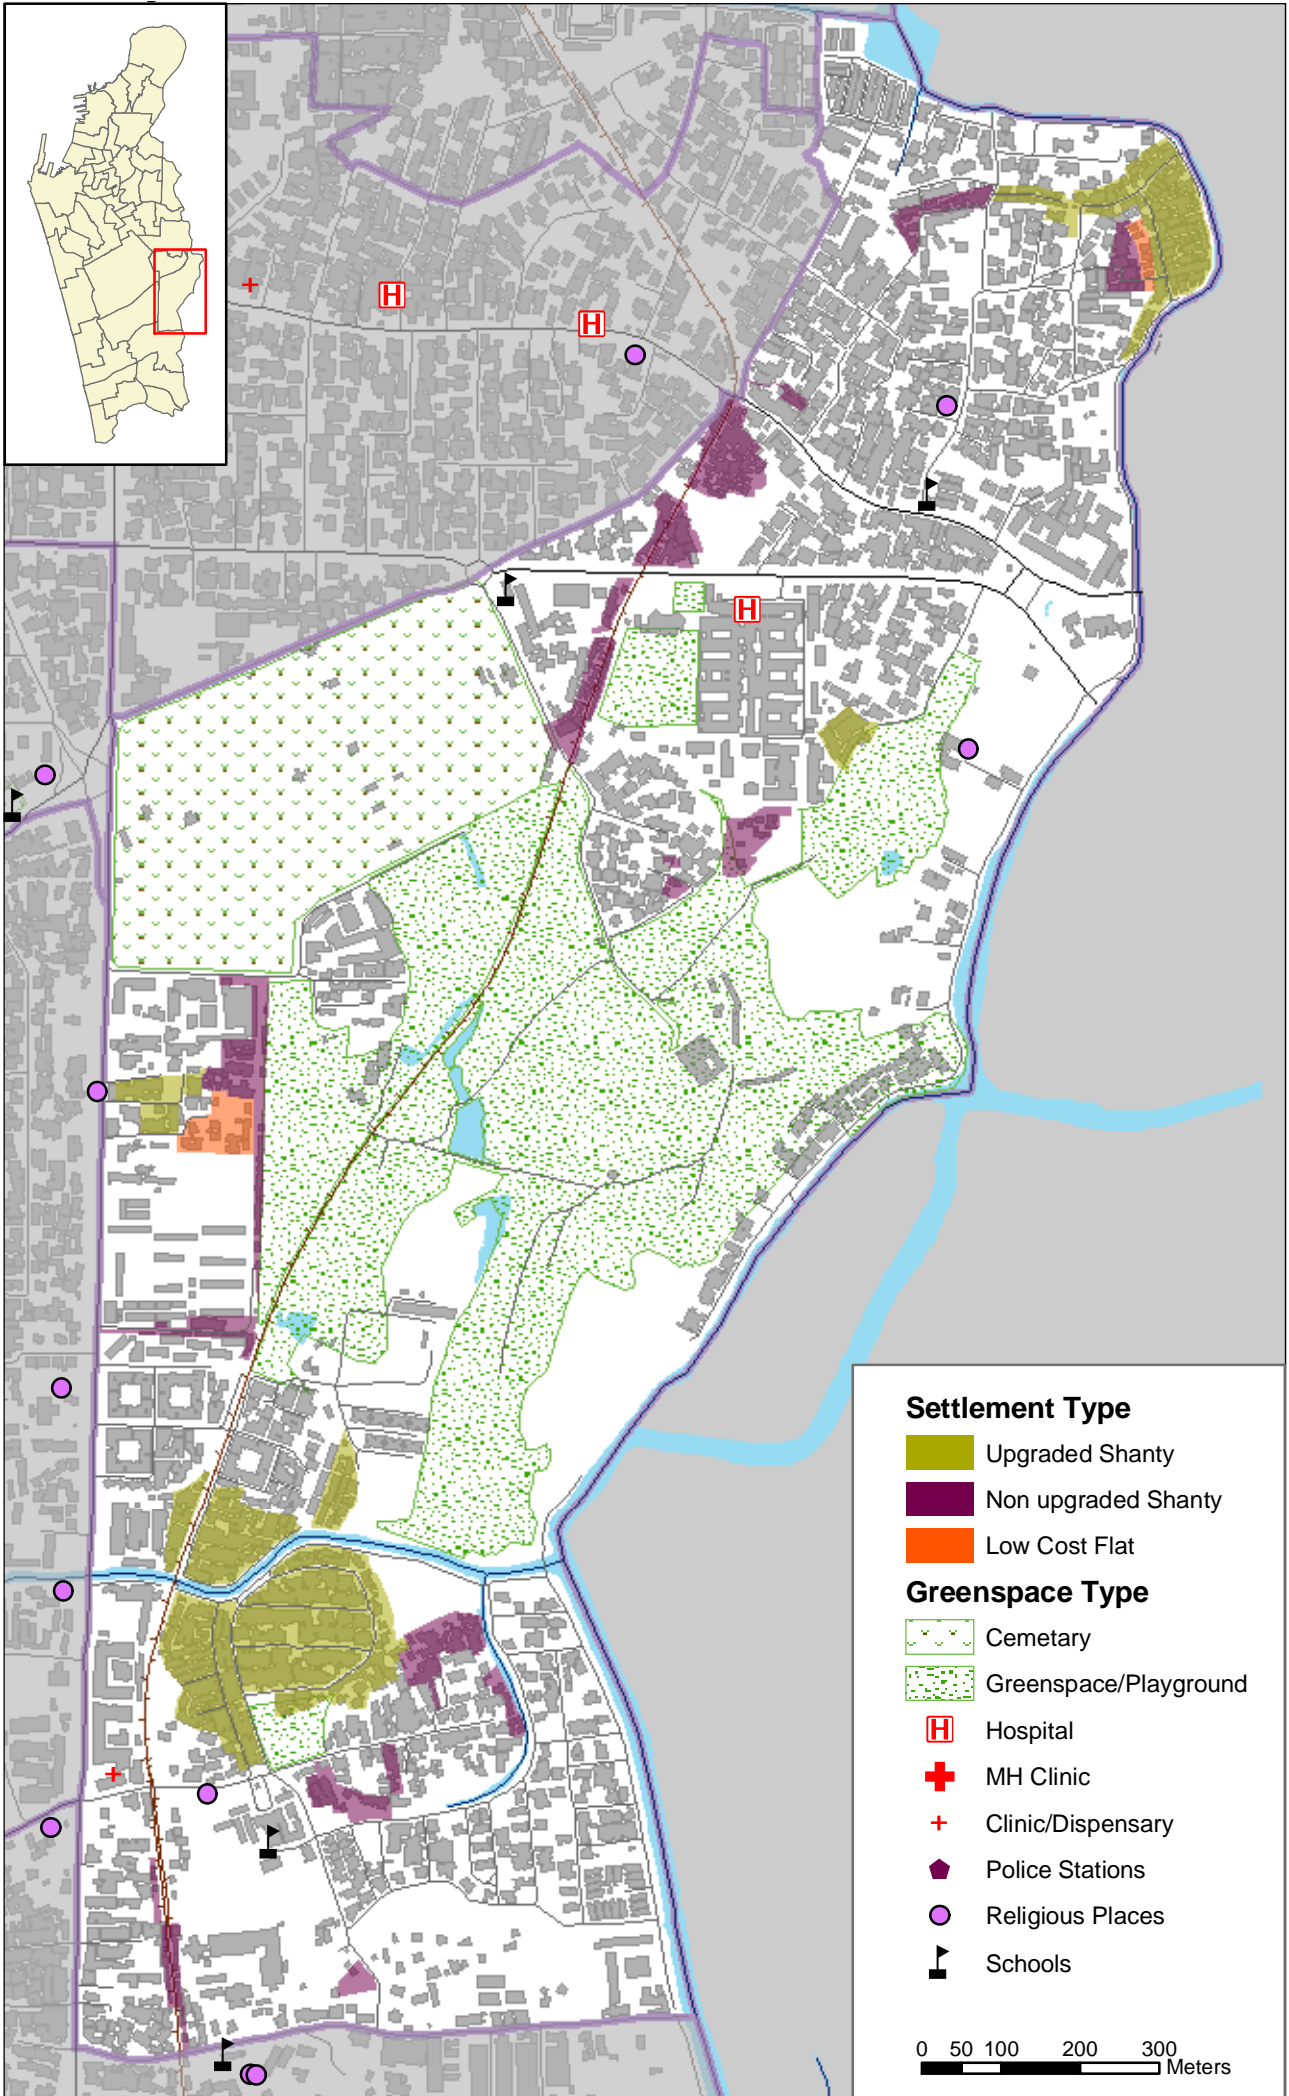 H
H
H
Settlement Type
Upgraded Shanty
Non upgraded Shanty
Low Cost Flat
Greenspace Type
Cemetary
Greenspace/Playground
H Hospital
MH Clinic
Clinic/Dispensary
Police Stations
Religious Places
Schools
0 50 100 200 300
Meters